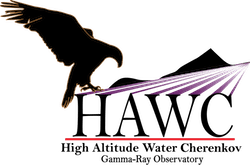 HAWC
High Altitude Water Cherenkov
Gamma-Ray Observatory